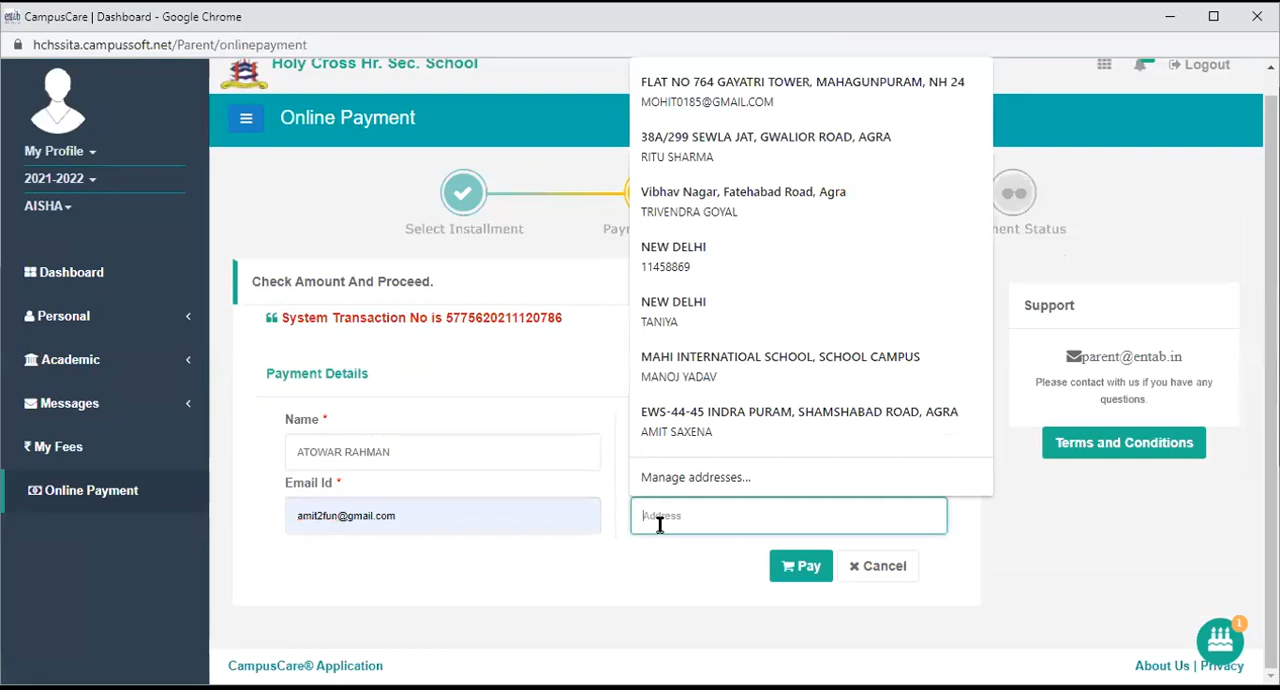 CampusCare | Dashboard - Google Chrome
hchssita.campussoft.net/Parent/onlinepayment
Holy Cross Hr. Sec. School
Logout
Online Payment
My Profile
2021-2022
AISHA
Dashboard
Personal
Academic
Messages
My Fees
Online Payment
Select Installment
Paym
ent Status
Check Amount And Proceed.
System Transaction No is 5775620211120786
Payment Details
Name *
ATOWAR RAHMAN
Email Id *
amit2fun@gmail.com
FLAT NO 764 GAYATRI TOWER, MAHAGUNPURAM, NH 24
MOHIT0185@GMAIL.COM
38A/299 SEWLA JAT, GWALIOR ROAD, AGRA
RITU SHARMA
Vibhav Nagar, Fatehabad Road, Agra
TRIVENDRA GOYAL
NEW DELHI
11458869
NEW DELHI
TANIYA
MAHI INTERNATIOAL SCHOOL, SCHOOL CAMPUS
MANOJ YADAV
EWS-44-45 INDRA PURAM, SHAMSHABAD ROAD, AGRA
AMIT SAXENA
Manage addresses...
Address
Pay
Cancel
Support
parent@entab.in
Please contact with us if you have any
questions.
Terms and Conditions
1
CampusCare® Application
About Us | Privacy